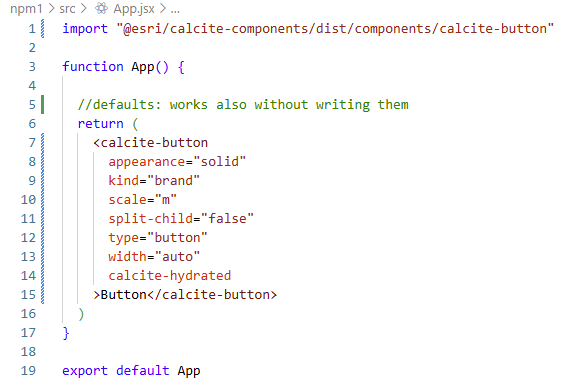 npm1 > src > App.jsx > ...
1 import "@esri/calcite-components/dist/components/calcite-button"
2
3 function App() {
4
5 //defaults: works also without writing them
6 return (
7 <calcite-button
8 appearance="solid"
9 kind="brand"
10 scale="m"
11 split-child="false"
12 type="button"
13 width="auto"
14 calcite-hydrated
15 >Button</calcite-button>
16 )
17 }
18
19 export default App